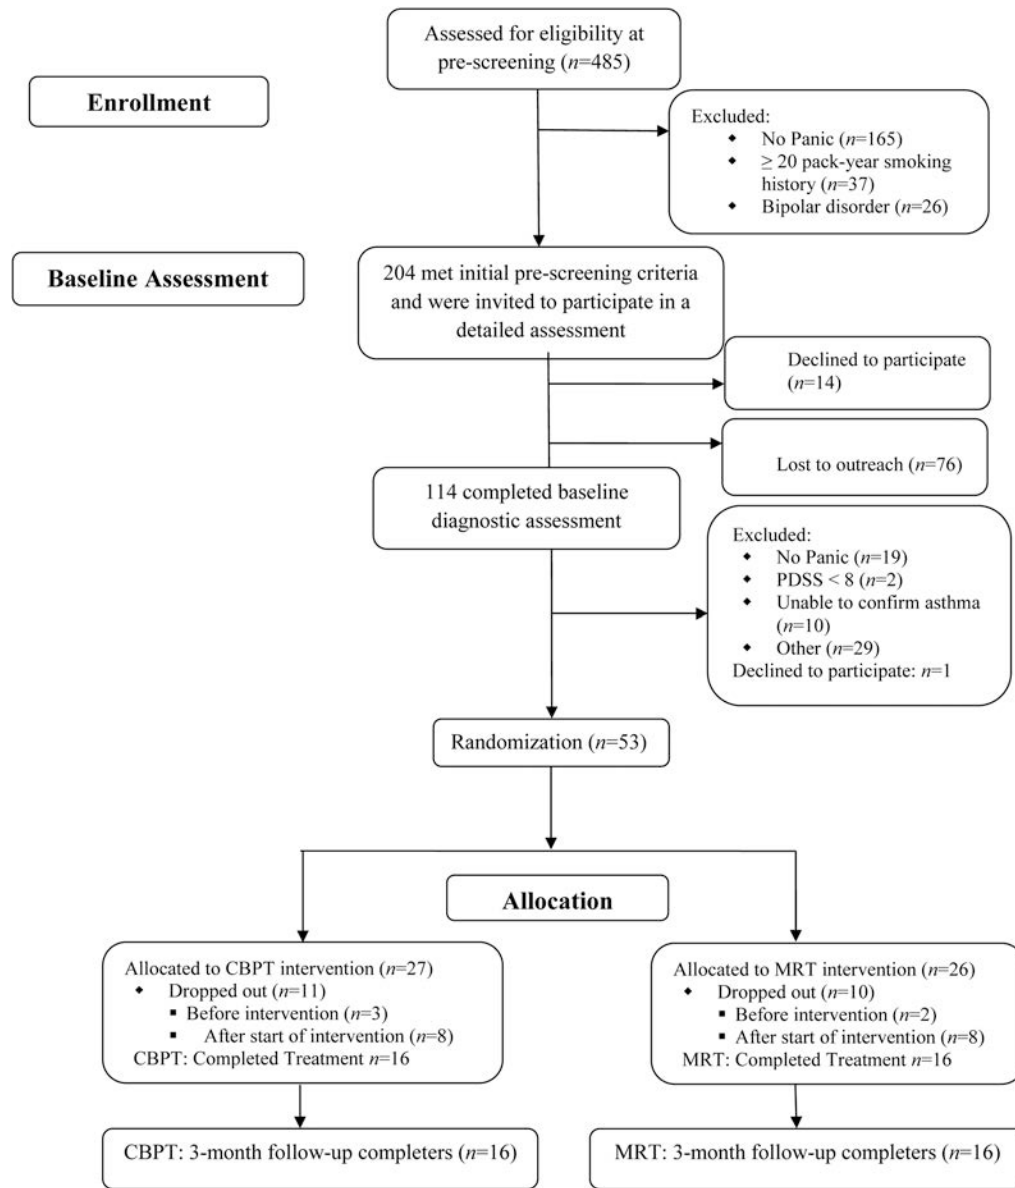 Assessed for eligibility at
pre-screening (n=485)
Enrollment
Excluded:
◆ No Panic (n=165)
◆ ≥ 20 pack-year smoking
history (n=37)
◆ Bipolar disorder (n=26)
Baseline Assessment
204 met initial pre-screening criteria
and were invited to participate in a
detailed assessment
Declined to participate
(n=14)
Lost to outreach (n=76)
114 completed baseline
diagnostic assessment
Excluded:
◆ No Panic (n=19)
◆ PDSS < 8 (n=2)
◆ Unable to confirm asthma
(n=10)
◆ Other (n=29)
Declined to participate: n=1
Randomization (n=53)
Allocation
Allocated to CBPT intervention (n=27)
◆ Dropped out (n=11)
▪ Before intervention (n=3)
▪ After start of intervention (n=8)
CBPT: Completed Treatment n=16
Allocated to MRT intervention (n=26)
◆ Dropped out (n=10)
▪ Before intervention (n=2)
▪ After start of intervention (n=8)
MRT: Completed Treatment n=16
CBPT: 3-month follow-up completers (n=16)
MRT: 3-month follow-up completers (n=16)